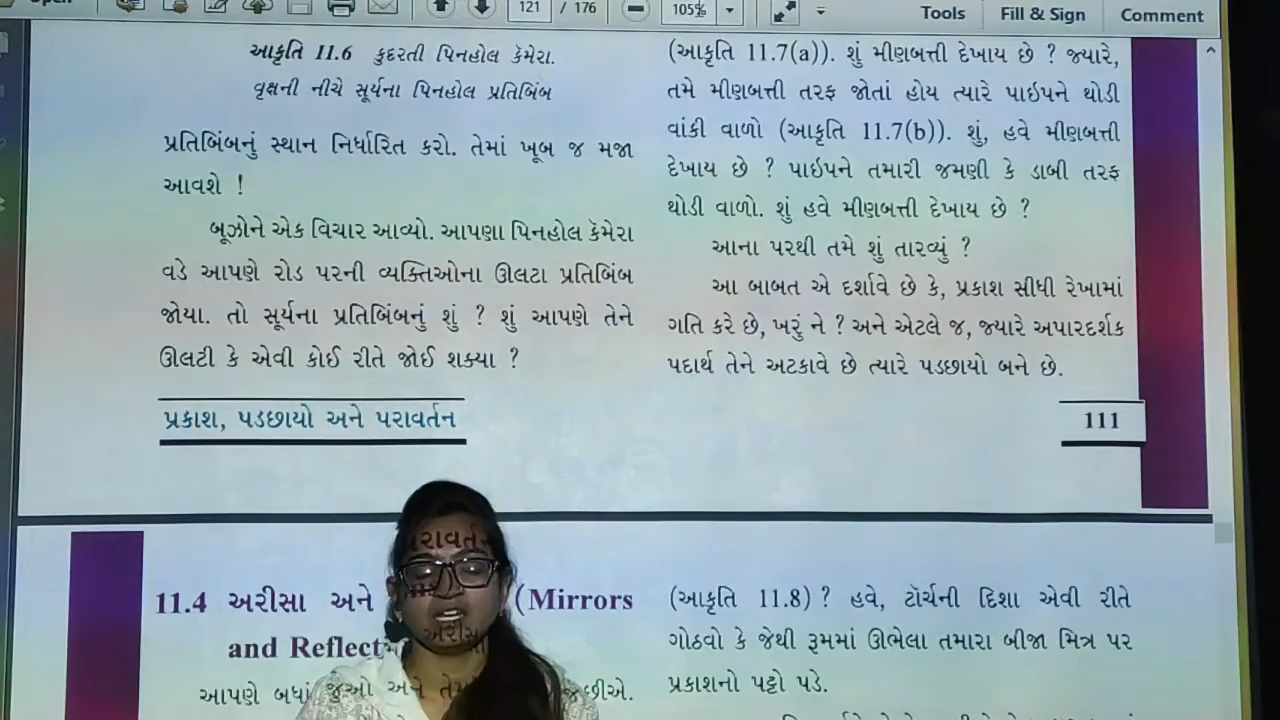 121 / 176
105%
Tools
Fill & Sign
Comment
આકૃતિ 11.6 કુદરતી પિનહોલ કૅમેરા.
વૃક્ષની નીચે સૂર્યના પિનહોલ પ્રતિબિંબ
પ્રતિબિંબનું સ્થાન નિર્ધારિત કરો. તેમાં ખૂબ જ મજા
આવશે !
બૂઝોને એક વિચાર આવ્યો. આપણા પિનહોલ કૅમેરા
વડે આપણે રોડ પરની વ્યક્તિઓના ઊલટા પ્રતિબિંબ
જોયા. તો સૂર્યના પ્રતિબિંબનું શું ? શું આપણે તેને
ઊલટી કે એવી કોઈ રીતે જોઈ શક્યા ?
(આકૃતિ 11.7(a)). શું મીણબત્તી દેખાય છે ? જ્યારે,
તમે મીણબત્તી તરફ જોતાં હોય ત્યારે પાઇપને થોડી
વાંકી વાળો (આકૃતિ 11.7(b)). શું, હવે મીણબત્તી
દેખાય છે ? પાઇપને તમારી જમણી કે ડાબી તરફ
થોડી વાળો. શું હવે મીણબત્તી દેખાય છે ?
આના પરથી તમે શું તારવ્યું ?
આ બાબત એ દર્શાવે છે કે, પ્રકાશ સીધી રેખામાં
ગતિ કરે છે, ખરું ને ? અને એટલે જ, જ્યારે અપારદર્શક
પદાર્થ તેને અટકાવે છે ત્યારે પડછાયો બને છે.
પ્રકાશ, પડછાયો અને પરાવર્તન
111
11.4 અરીસા અને (Mirrors
and Reflect
આપણે બધાં
(આકૃતિ 11.8) ? હવે, ટૉર્ચની દિશા એવી રીતે
ગોઠવો કે જેથી રૂમમાં ઊભેલા તમારા બીજા મિત્ર પર
પ્રકાશનો પટ્ટો પડે.